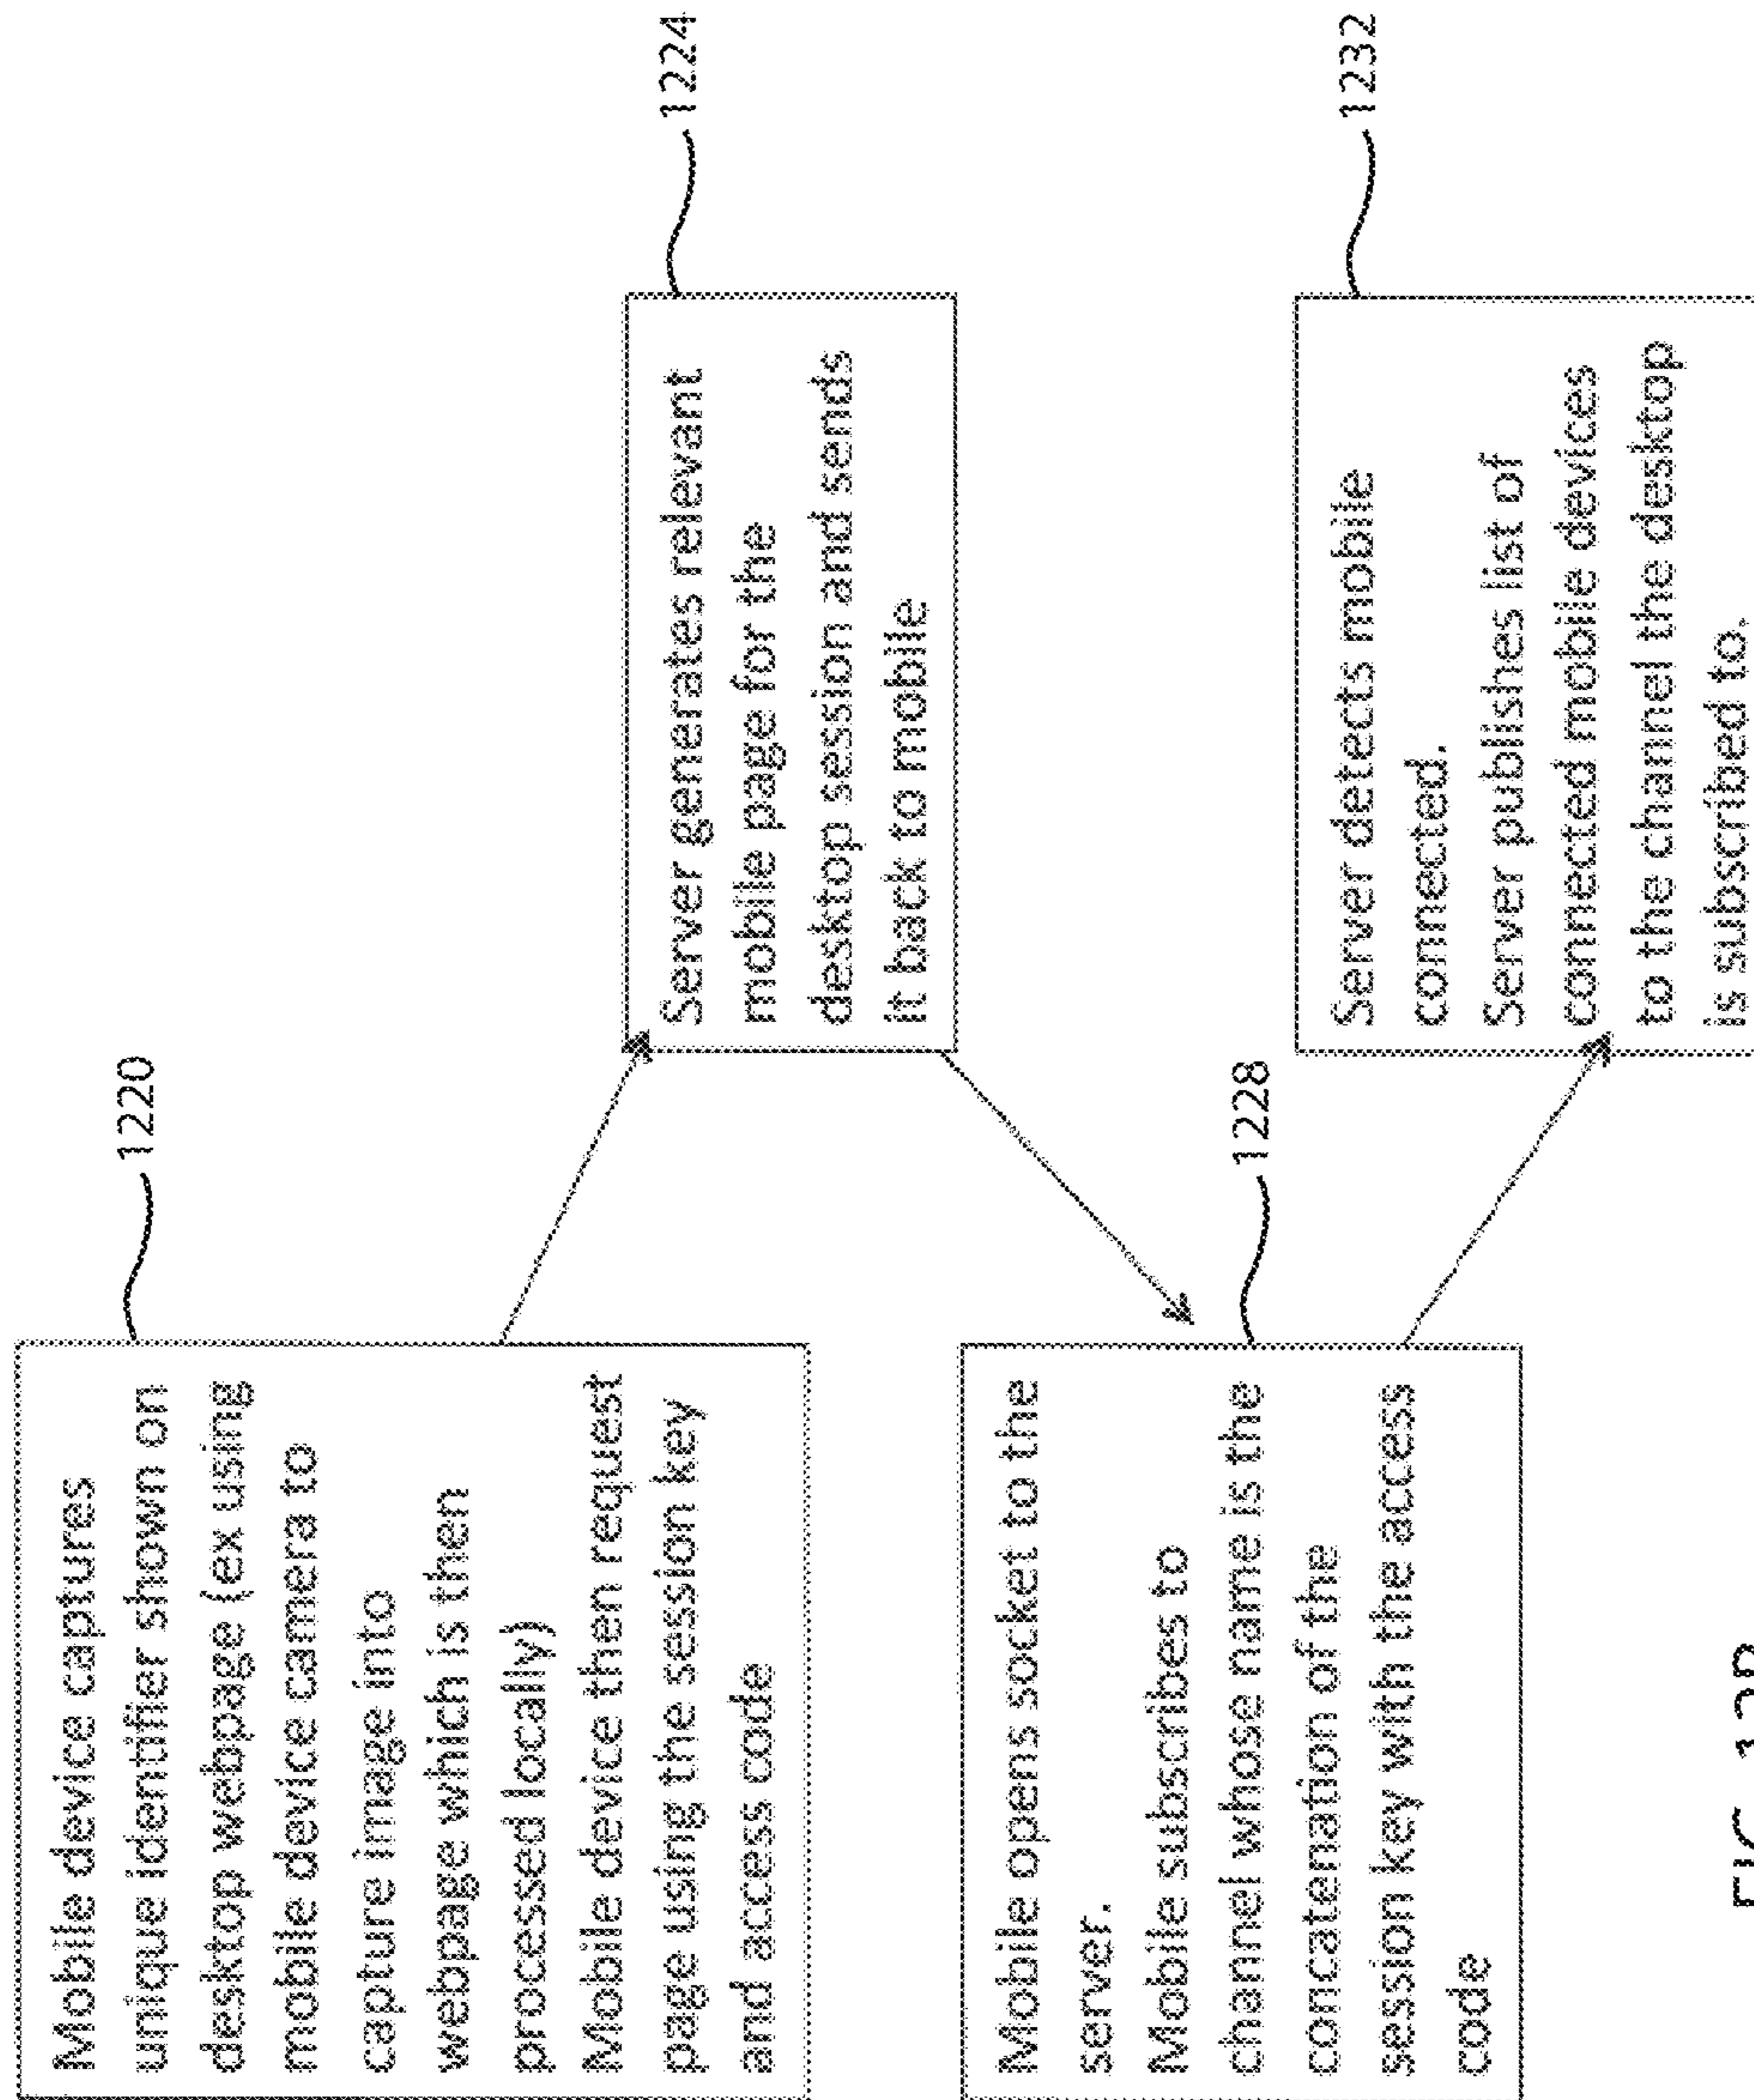 Mobile device captures
unique identifier shown on
desktop webpage (ex using
mobile device camera to
capture image into
webpage which is then
processed locally)
Mobile device then request
page using the session key
and access code
1220
Server generates relevant
mobile page for the
desktop session and sends
it back to mobile
1224
Mobile opens socket to the
server.
Mobile subscribes to
channel whose name is the
concatenation of the
session key with the access
code
1228
Server detects mobile
connected.
Server publishes list of
connected mobile devices
to the channel the desktop
is subscribed to.
1232
FIG. 12B